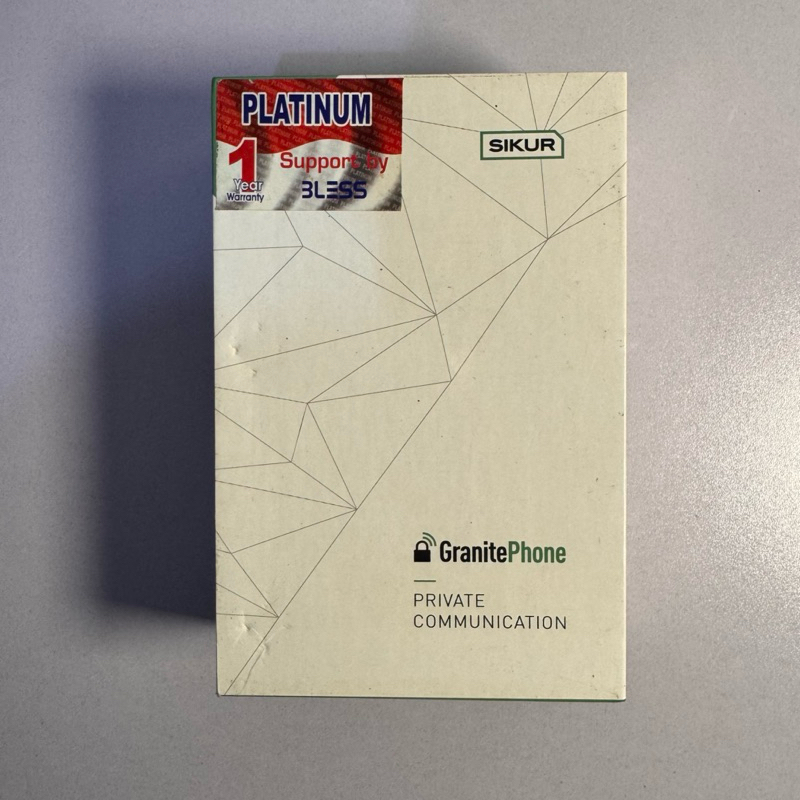 PLATINUM
1
Year
Warranty
Support by
BLESS
SIKUR
GranitePhone
PRIVATE
COMMUNICATION